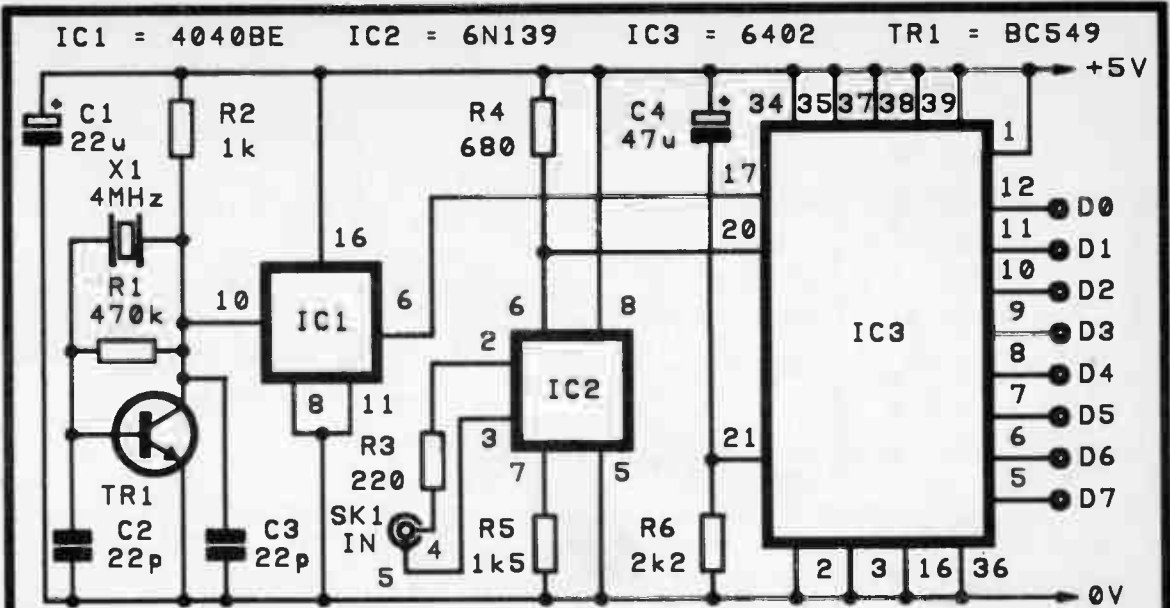 IC1 = 4040BE IC2 = 6N139 IC3 = 6402 TR1 = BC549
+5V
C1
22u
R2
1k
R4
680
C4
47u
34 35 37 38 39
1
X1
4MHz
17
12 D0
20
11 D1
16
10 D2
R1
470k
10
IC1
6
6
8
9 D3
IC3
2
8 D4
IC2
8 11
7 D5
3
R3
220
21
6 D6
7
5
5 D7
TR1
SK1
IN
4
C2
22p
C3
22p
R5
1k5
R6
2k2
5
2 3 16 36
0V